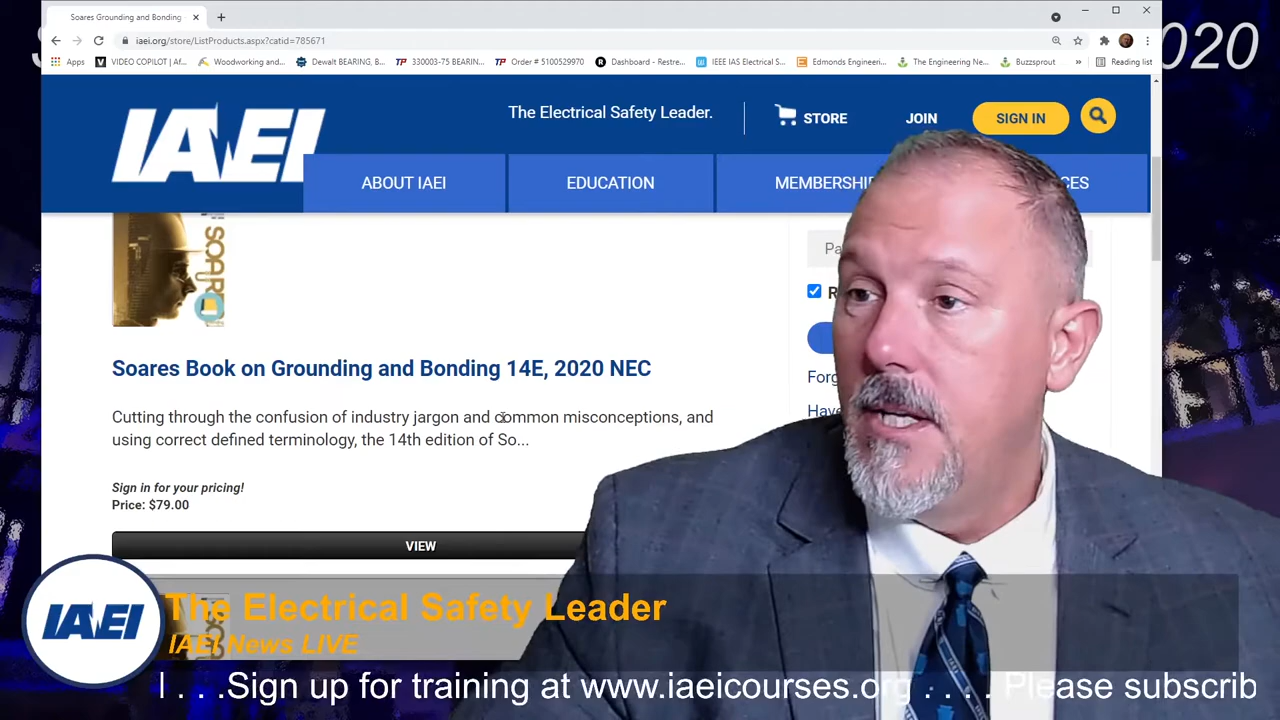 Soares Grounding and Bonding
2020
iaei.org/store/ListProducts.aspx?catid=785671
Apps
VIDEO COPILOT | Af...
Woodworking and...
Dewalt BEARING, B...
330003-75 BEARIN...
Order # 5100529970
Dashboard - Restre...
IEEE IAS Electrical S...
Edmonds Engineeri...
The Engineering Ne...
Buzzsprout
»
Reading list
IAEI
The Electrical Safety Leader.
STORE
JOIN
SIGN IN
ABOUT IAEI
EDUCATION
MEMBERSHI
CES
SOAR
Pa
R
Soares Book on Grounding and Bonding 14E, 2020 NEC
Forg
Cutting through the confusion of industry jargon and common misconceptions, and
Have
using correct defined terminology, the 14th edition of So...
Sign in for your pricing!
Price: $79.00
VIEW
IAEI
The Electrical Safety Leader
IAEI News LIVE
. . .Sign up for training at www.iaeicourses.org . . . . Please subscrib